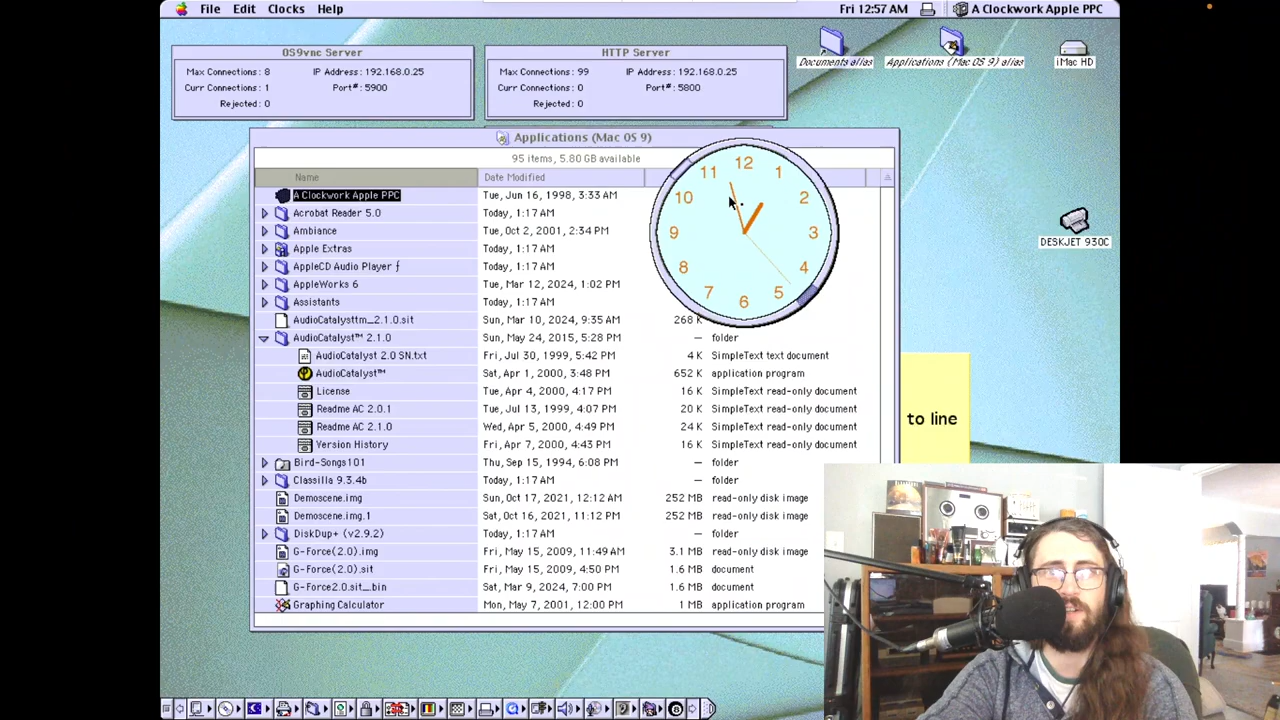 File Edit Clocks Help Fri 12:57 AM A Clockwork Apple PPC
OS9vnc Server
Max Connections: 8 IP Address: 192.168.0.25
Curr Connections: 1 Port#: 5900
Rejected: 0
HTTP Server
Max Connections: 99 IP Address: 192.168.0.25
Curr Connections: 0 Port#: 5800
Rejected: 0
Documents alias
Applications (Mac OS 9) alias
iMac HD
Applications (Mac OS 9)
95 items, 5.80 GB available
Name Date Modified
A Clockwork Apple PPC Tue, Jun 16, 1998, 3:33 AM
Acrobat Reader 5.0 Today, 1:17 AM
Ambiance Tue, Oct 2, 2001, 2:34 PM
Apple Extras Today, 1:17 AM
AppleCD Audio Player ƒ Today, 1:17 AM
AppleWorks 6 Tue, Mar 12, 2024, 1:02 PM
Assistants Today, 1:17 AM
AudioCatalysttm_2.1.0.sit Sun, Mar 10, 2024, 9:35 AM 268 K
AudioCatalyst™ 2.1.0 Sun, May 24, 2015, 5:28 PM — folder
AudioCatalyst 2.0 SN.txt Fri, Jul 30, 1999, 5:42 PM 4 K SimpleText text document
AudioCatalyst™ Sat, Apr 1, 2000, 3:48 PM 652 K application program
License Tue, Apr 4, 2000, 4:17 PM 16 K SimpleText read-only document
Readme AC 2.0.1 Tue, Jul 13, 1999, 4:07 PM 20 K SimpleText read-only document
Readme AC 2.1.0 Wed, Apr 5, 2000, 4:49 PM 24 K SimpleText read-only document
Version History Fri, Apr 7, 2000, 4:43 PM 16 K SimpleText read-only document
Bird-Songs101 Thu, Sep 15, 1994, 6:08 PM — folder
Classilla 9.3.4b Today, 1:17 AM — folder
Demoscene.img Sun, Oct 17, 2021, 12:12 AM 252 MB read-only disk image
Demoscene.img.1 Sat, Oct 16, 2021, 11:12 PM 252 MB read-only disk image
DiskDup+ (v2.9.2) Today, 1:17 AM — folder
G-Force(2.0).img Fri, May 15, 2009, 11:49 AM 3.1 MB read-only disk image
G-Force(2.0).sit Fri, May 15, 2009, 4:50 PM 1.6 MB document
G-Force2.0.sit_bin Sat, Mar 9, 2024, 7:00 PM 1.6 MB document
Graphing Calculator Mon, May 7, 2001, 12:00 PM 1 MB application program
12
1
2
3
4
5
6
7
8
9
10
11
DESKJET 930C
to line